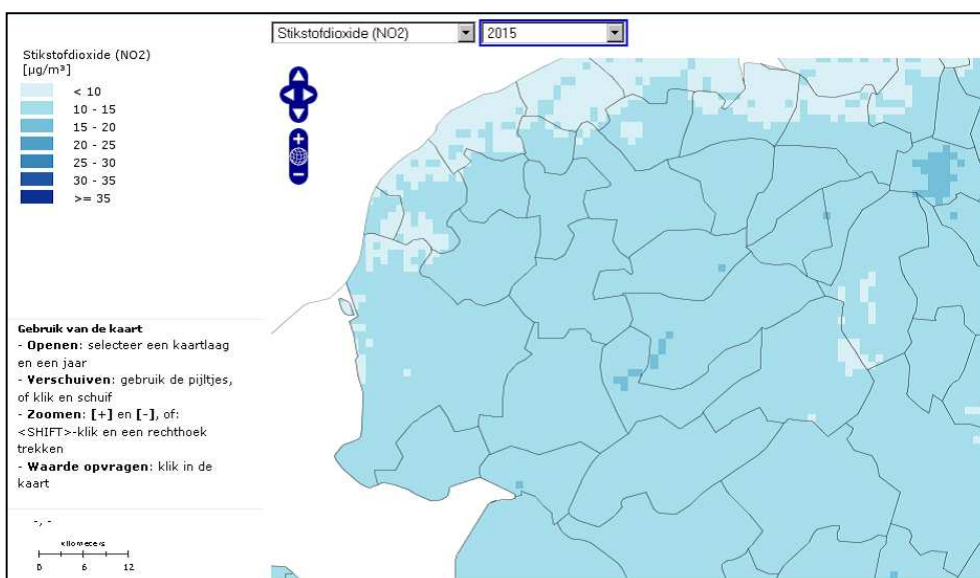 Stikstofdioxide (NO2)
2015
Stikstofdioxide (NO2)
[µg/m³]
< 10
10 - 15
15 - 20
20 - 25
25 - 30
30 - 35
>= 35
Gebruik van de kaart
- Openen: selecteer een kaartlaag
en een jaar
- Verschuiven: gebruik de pijltjes,
of klik en schuif
- Zoomen: [+] en [-], of:
<SHIFT>-klik en een rechthoek
trekken
- Waarde opvragen: klik in de
kaart
-, -
kilometers
0 6 12